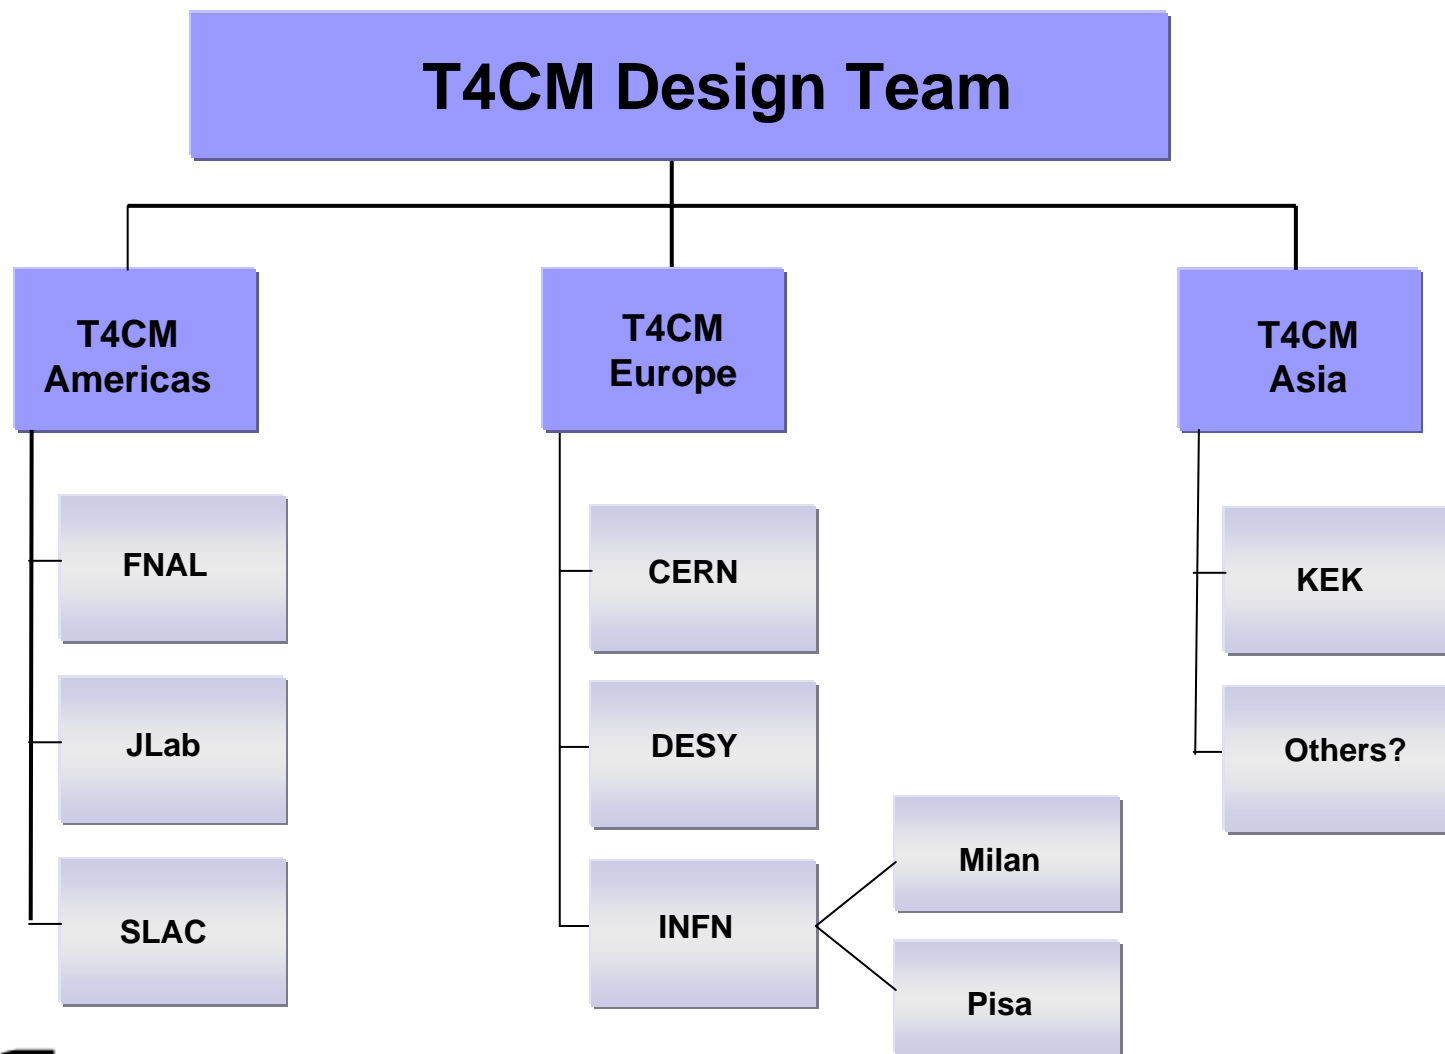 T4CM Design Team
T4CM
Americas
T4CM
Europe
T4CM
Asia
FNAL
JLab
SLAC
CERN
DESY
INFN
Milan
Pisa
KEK
Others?